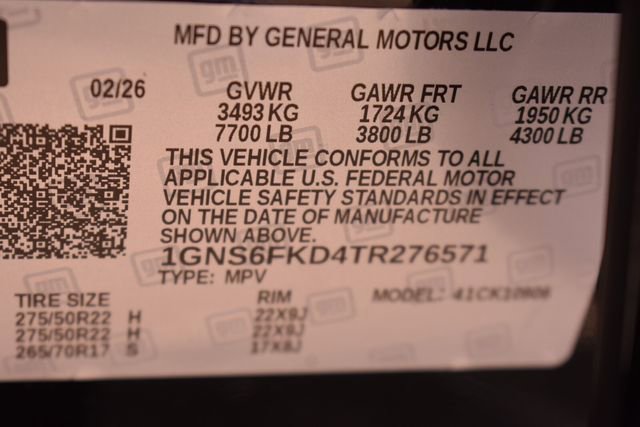 MFD BY GENERAL MOTORS LLC
02/26 GVWR GAWR FRT GAWR RR
3493 KG 1724 KG 1950 KG
7700 LB 3800 LB 4300 LB
THIS VEHICLE CONFORMS TO ALL
APPLICABLE U.S. FEDERAL MOTOR
VEHICLE SAFETY STANDARDS IN EFFECT
ON THE DATE OF MANUFACTURE
SHOWN ABOVE.
1GNS6FKD4TR276571
TYPE: MPV
TIRE SIZE RIM MODEL:
275/50R22 H 22X9J
275/50R22 H 22X9J
265/70R17 S 17X8J